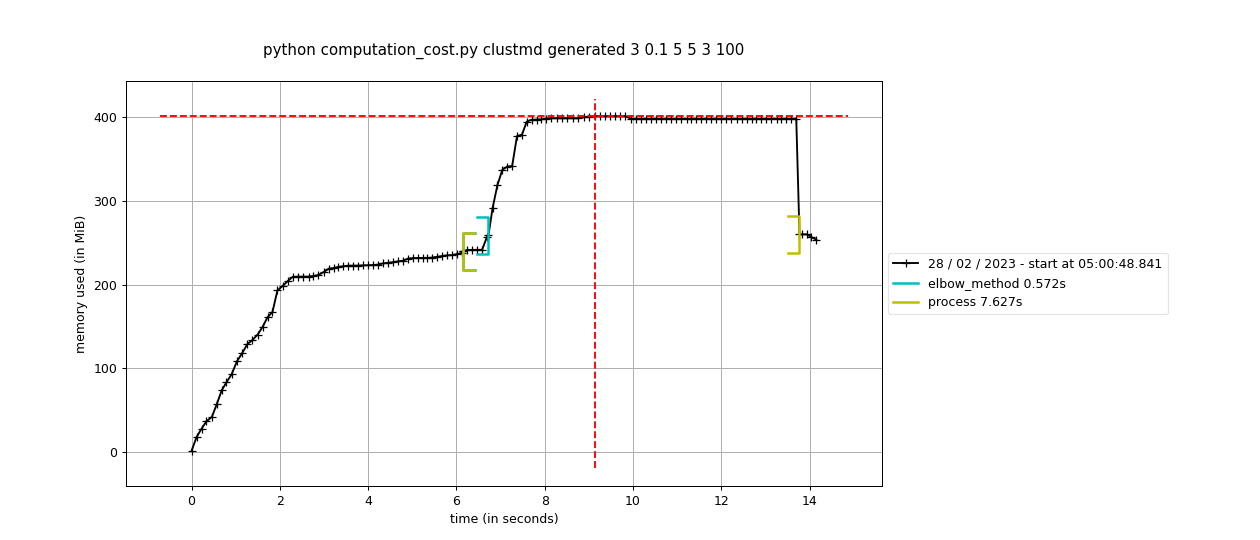 python computation_cost.py clustmd generated 3 0.1 5 5 3 100
400
300
200
100
0
memory used (in MiB)
0 2 4 6 8 10 12 14
time (in seconds)
28 / 02 / 2023 - start at 05:00:48.841
elbow_method 0.572s
process 7.627s